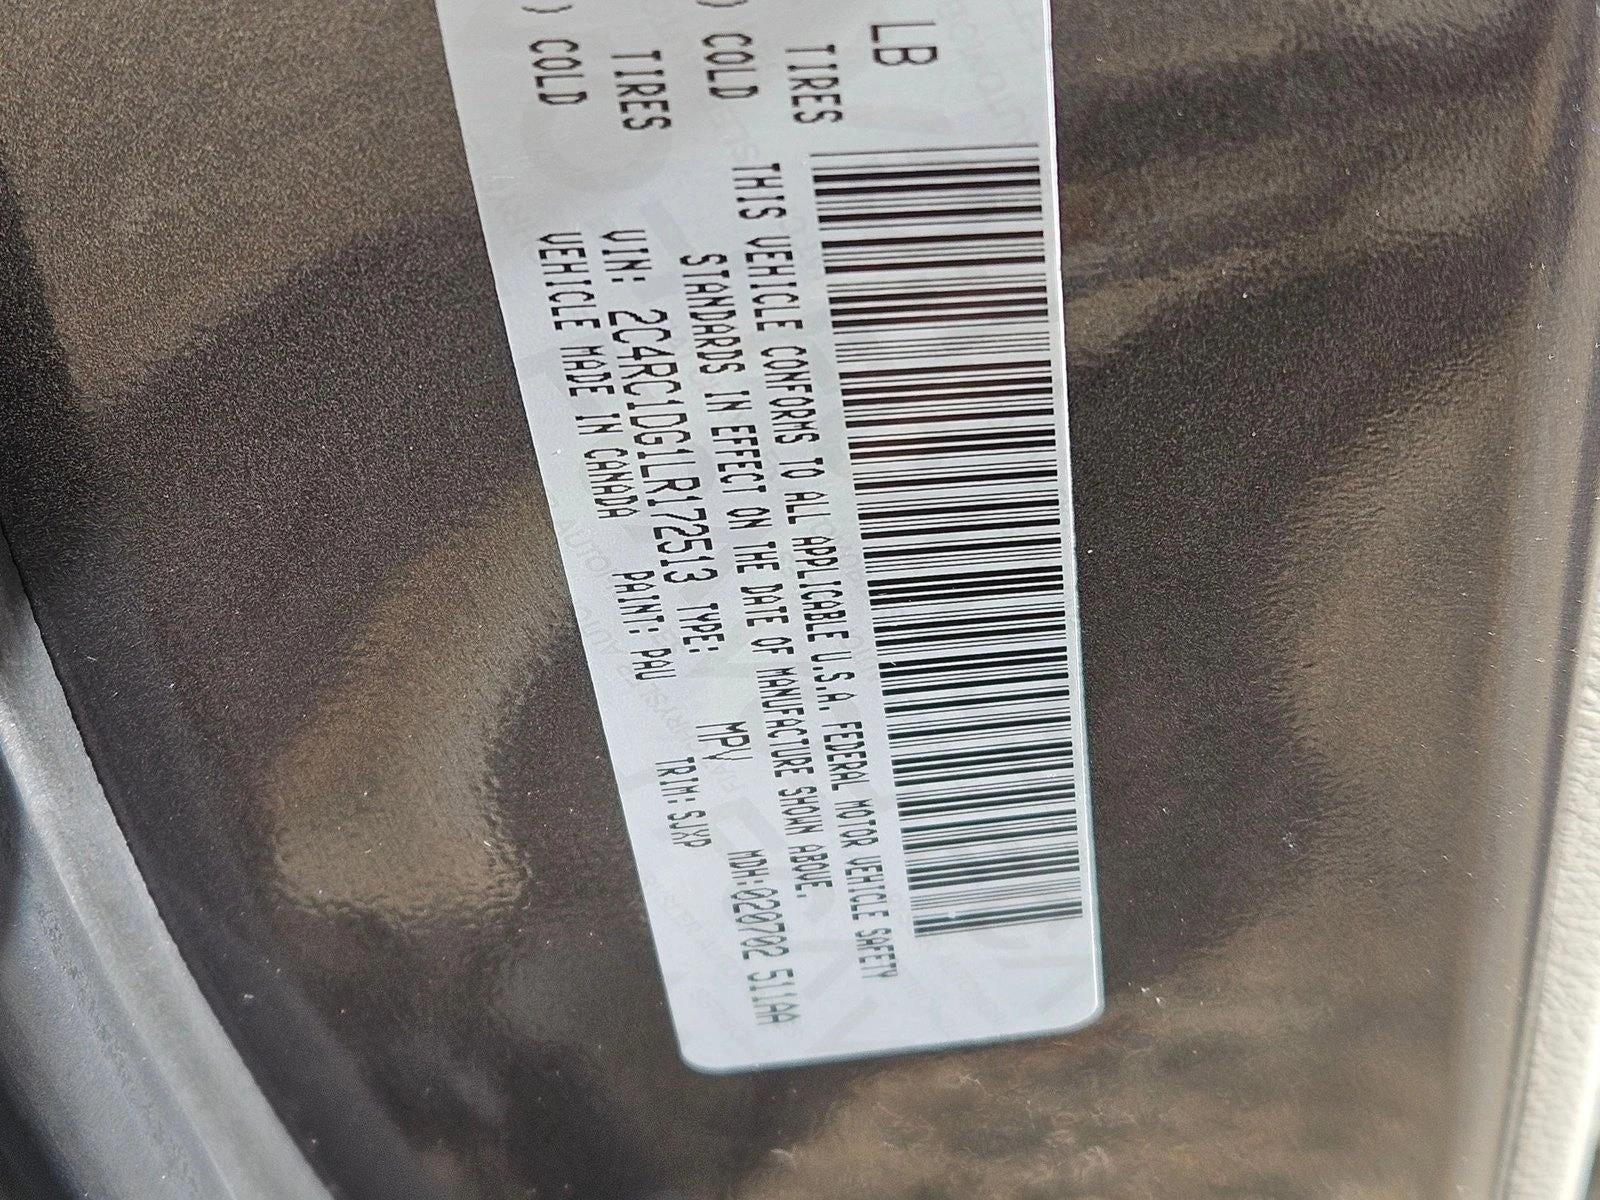 LB
TIRES
) COLD
TIRES
) COLD
THIS VEHICLE CONFORMS TO ALL APPLICABLE U.S.A. FEDERAL MOTOR VEHICLE SAFETY
STANDARDS IN EFFECT ON THE DATE OF MANUFACTURE SHOWN ABOVE.
VIN: 2C4RC1DG1LR172513 TYPE: MPV MDH:020702 511AA
VEHICLE MADE IN CANADA PAINT: PAU TRIM: SJXP